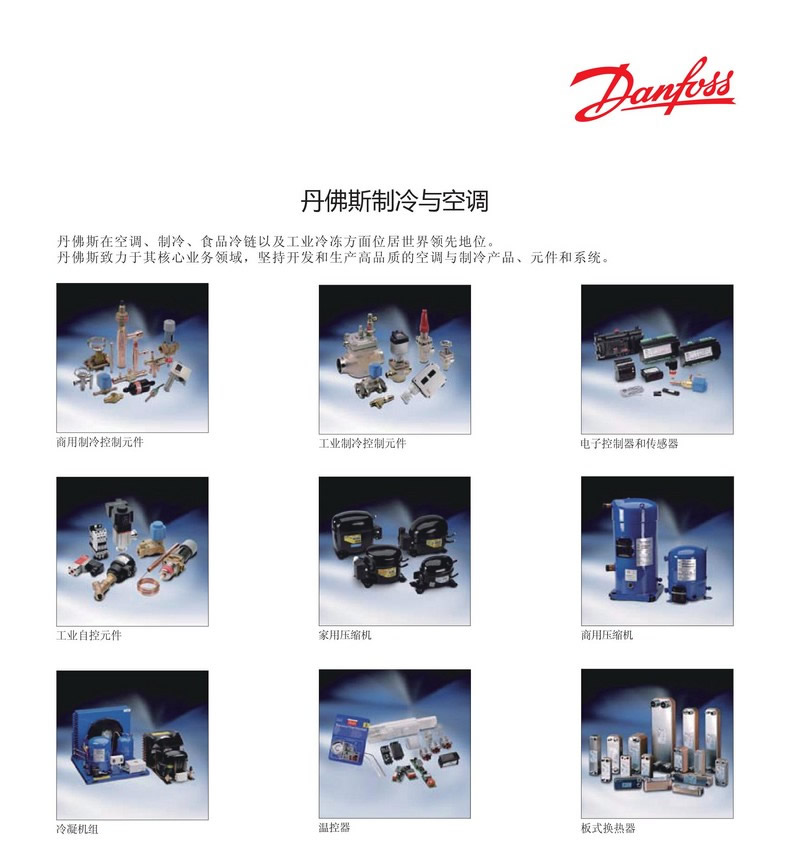 Danfoss
丹佛斯制冷与空调
丹佛斯在空调、制冷、食品冷链以及工业冷冻方面位居世界领先地位。
丹佛斯致力于其核心业务领域，坚持开发和生产高品质的空调与制冷产品、元件和系统。
商用制冷控制元件
工业制冷控制元件
电子控制器和传感器
工业自控元件
家用压缩机
商用压缩机
冷凝机组
温控器
板式换热器